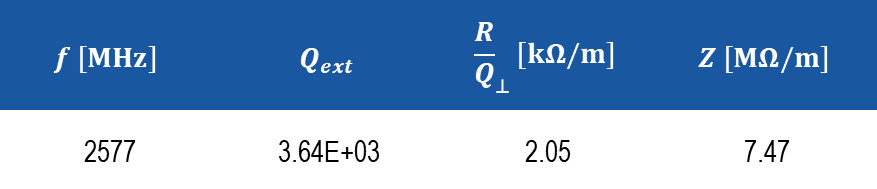 f [MHz] Q_ext R/Q_⊥ [kΩ/m] Z [MΩ/m]
2577 3.64E+03 2.05 7.47